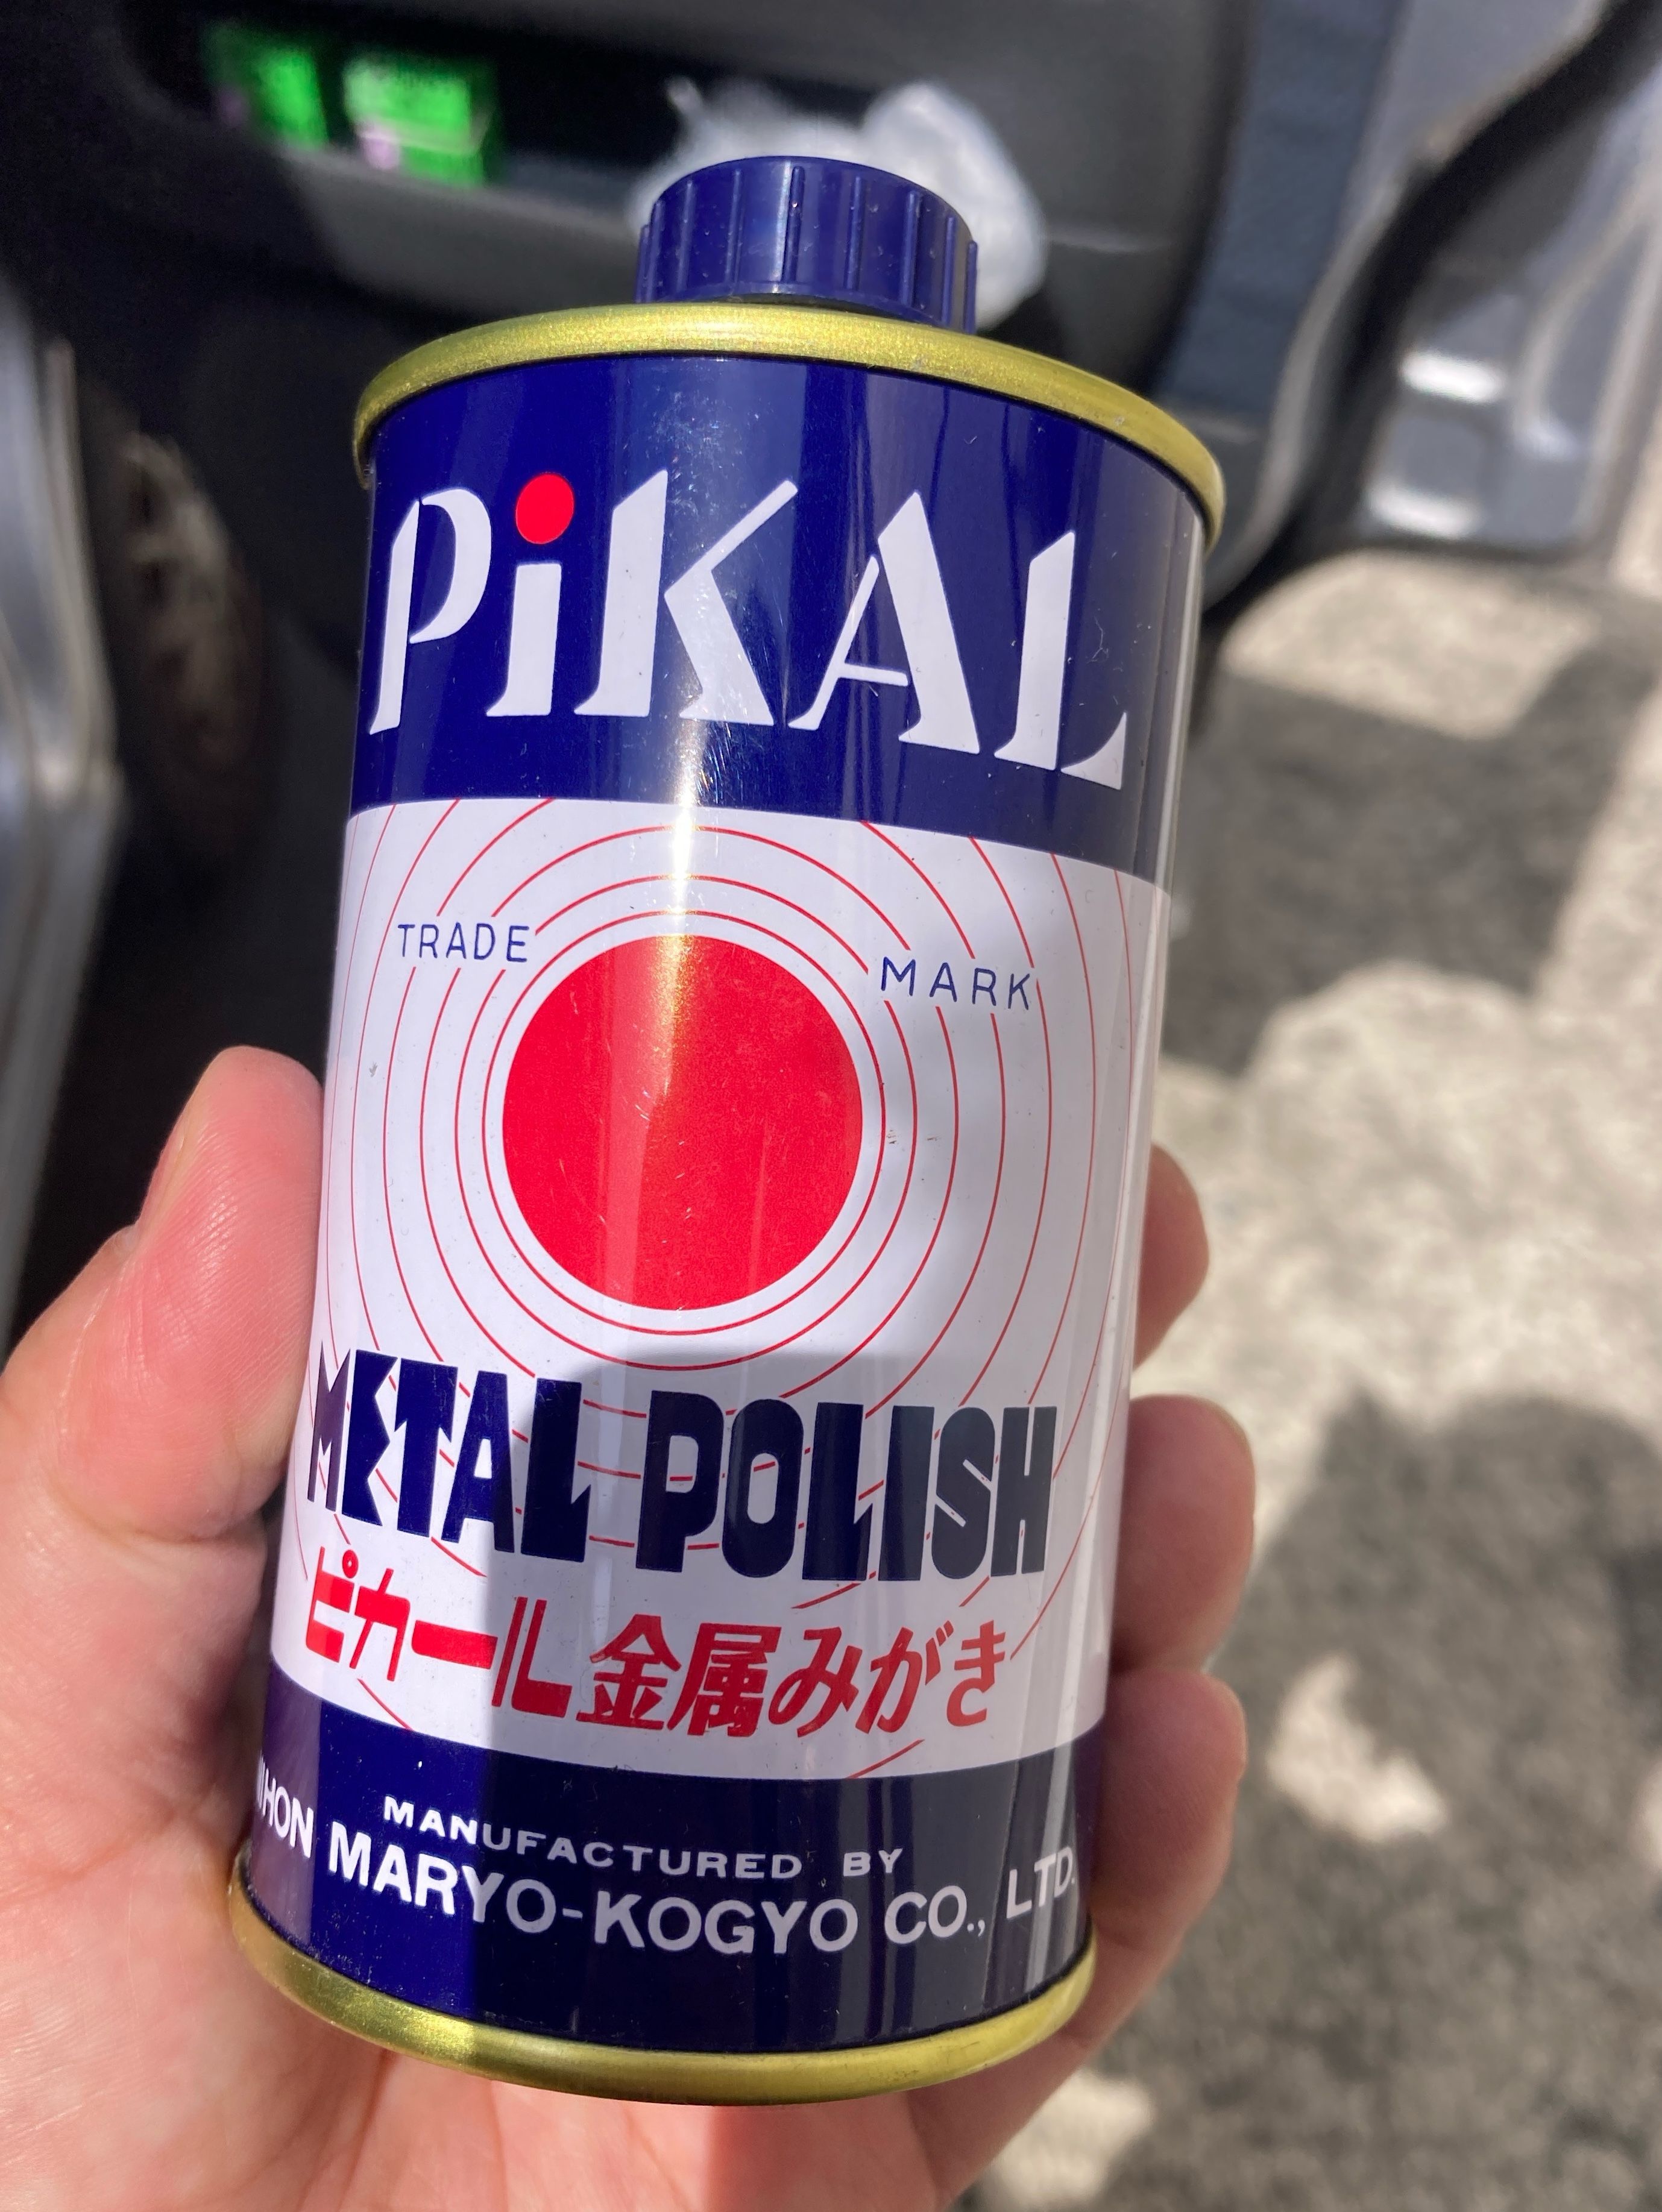 PiKAL
TRADE MARK
METAL POLISH
ピカール金属みがき
MANUFACTURED BY
MARYO-KOGYO CO., LTD.